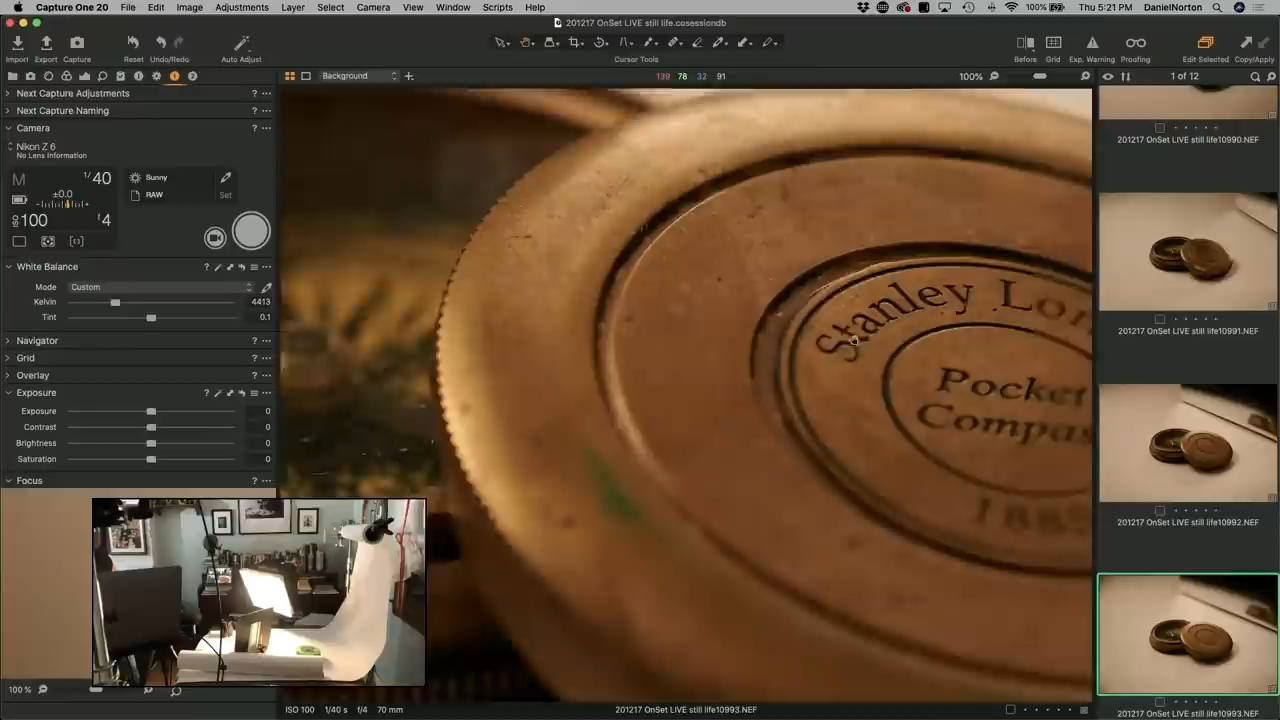 Capture One 20 File Edit Image Adjustments Layer Select Camera View Window Scripts Help 100% Thu 5:21 PM DanielNorton
201217 OnSet LIVE still life.cosessiondb
Import Export Capture Reset Undo/Redo Auto Adjust Cursor Tools Before Grid Exp. Warning Proofing Edit Selected Copy/Apply
Background 139 78 32 91 100% 1 of 12
Next Capture Adjustments ? ...
Next Capture Naming ? ...
Camera ? ...
Nikon Z 6
No Lens Information
M 1/40 Sunny
±0.0 RAW Set
ISO 100 f 4
White Balance ? ...
Mode Custom
Kelvin 4413
Tint 0.1
Navigator ? ...
Grid ? ...
Overlay ? ...
Exposure ? ...
Exposure 0
Contrast 0
Brightness 0
Saturation 0
Focus ? ...
100 %
Stanley Lon
Pocket
Compas
188
201217 OnSet LIVE still life10990.NEF
201217 OnSet LIVE still life10991.NEF
201217 OnSet LIVE still life10992.NEF
201217 OnSet LIVE still life10993.NEF
ISO 100 1/40 s f/4 70 mm 201217 OnSet LIVE still life10993.NEF